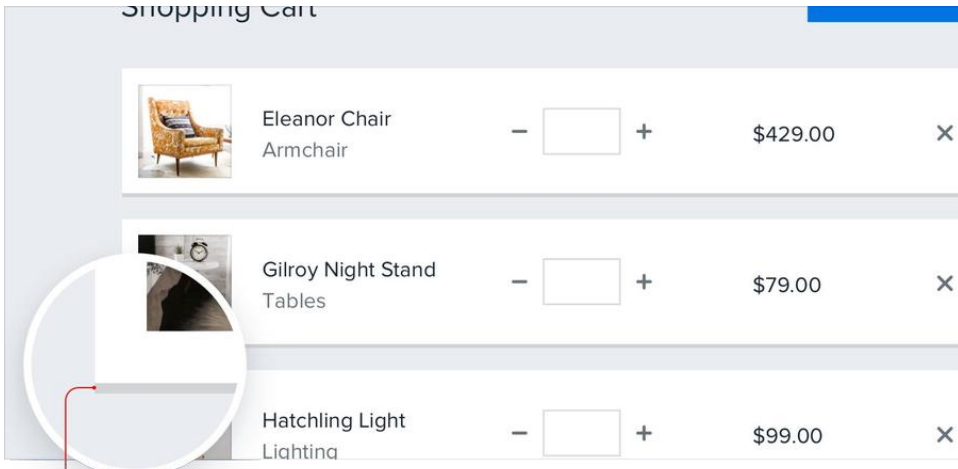 Shopping Cart
Eleanor Chair
Armchair
− +
$429.00
×
Gilroy Night Stand
Tables
− +
$79.00
×
Hatchling Light
Lighting
− +
$99.00
×